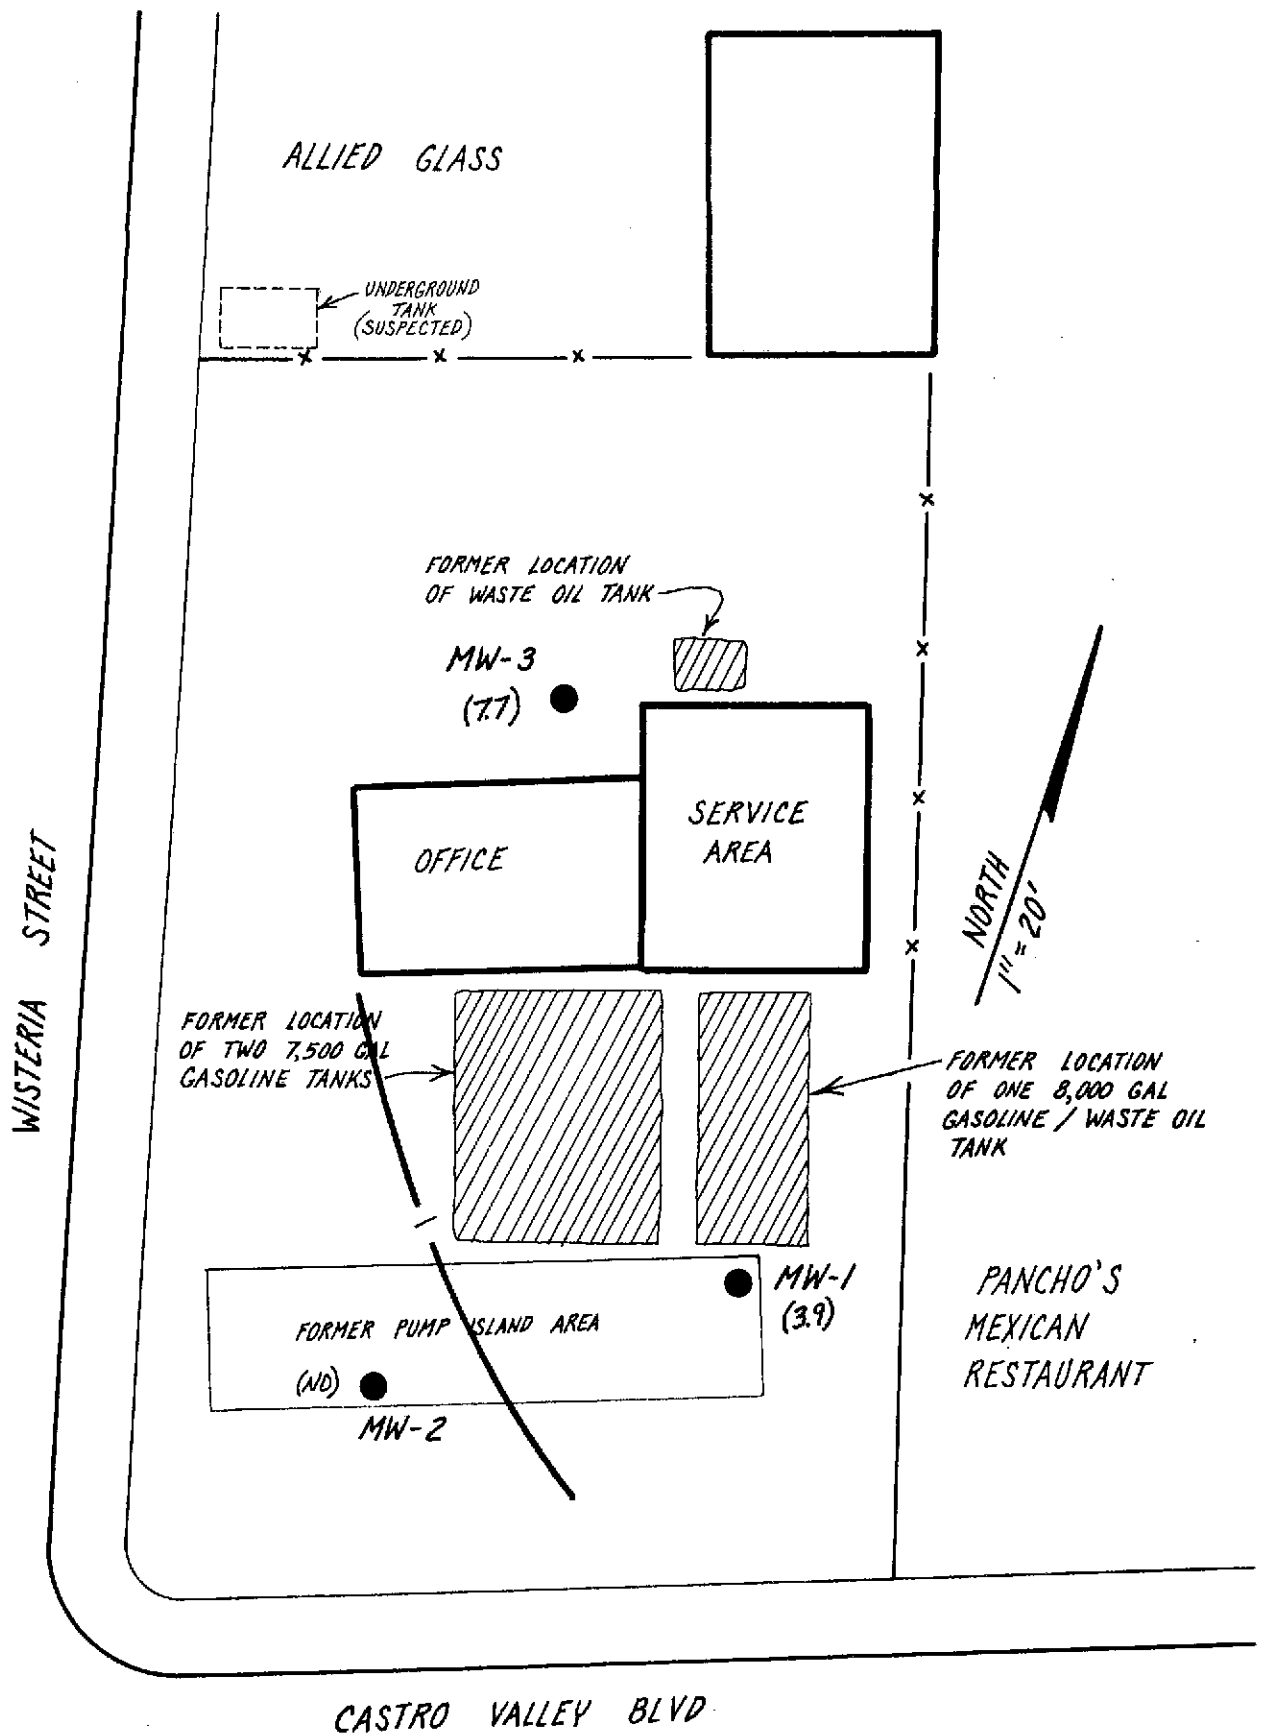 ALLIED GLASS
UNDERGROUND
TANK
(SUSPECTED)
FORMER LOCATION
OF WASTE OIL TANK
MW-3
(7.7)
SERVICE
AREA
OFFICE
NORTH
1" = 20'
WISTERIA STREET
FORMER LOCATION
OF TWO 7,500 GAL
GASOLINE TANKS
FORMER LOCATION
OF ONE 8,000 GAL
GASOLINE / WASTE OIL
TANK
1
MW-1
(3.9)
FORMER PUMP ISLAND AREA
(ND)
MW-2
PANCHO'S
MEXICAN
RESTAURANT
CASTRO VALLEY BLVD